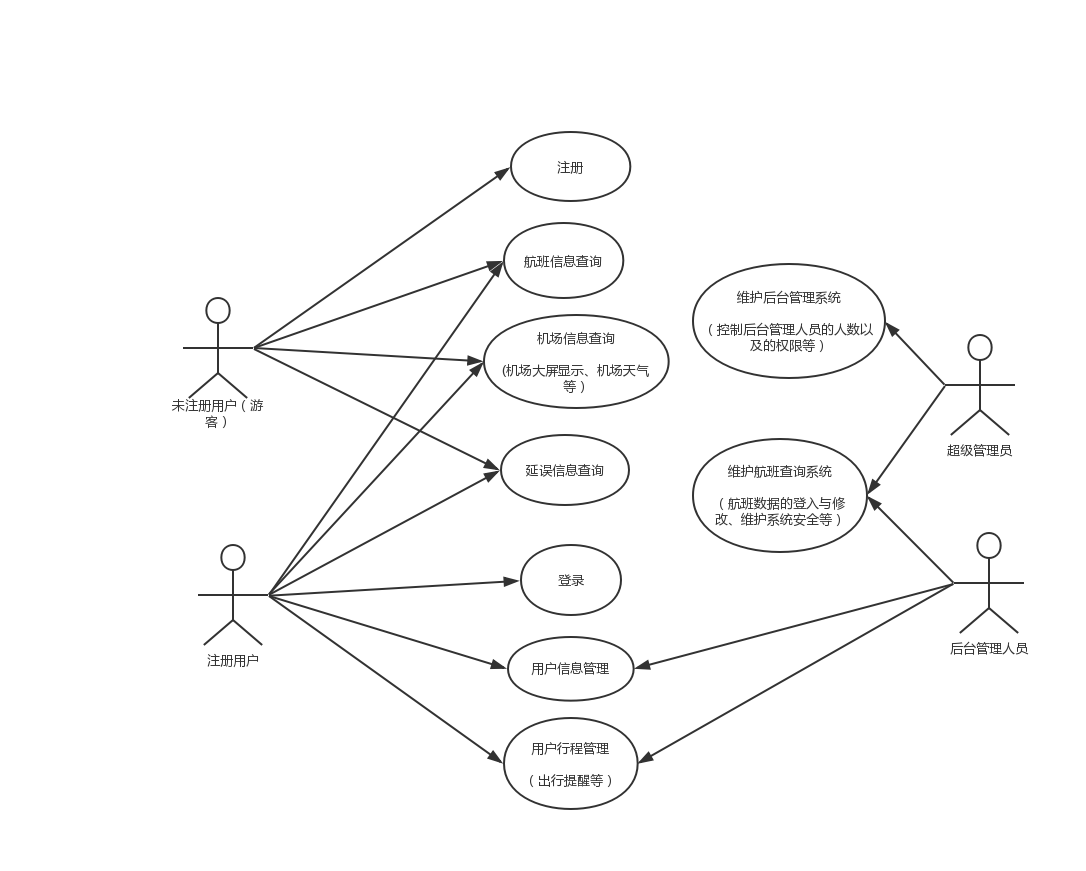 注册
航班信息查询
机场信息查询
(机场大屏显示、机场天气
等）
未注册用户（游
客）
延误信息查询
登录
注册用户
用户信息管理
用户行程管理
（出行提醒等）
维护后台管理系统
（控制后台管理人员的人数以
及的权限等）
超级管理员
维护航班查询系统
（航班数据的登入与修
改、维护系统安全等）
后台管理人员